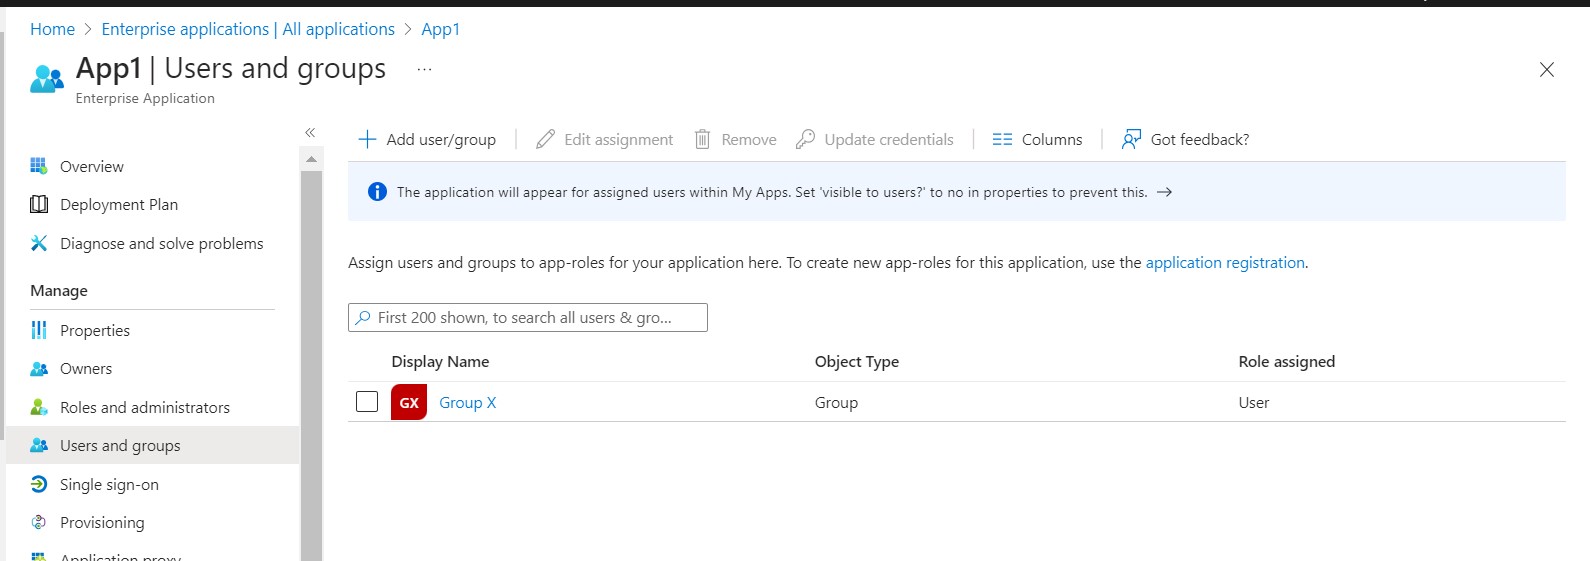 Home > Enterprise applications | All applications > App1
App1 | Users and groups ...
Enterprise Application
Overview
Deployment Plan
Diagnose and solve problems
Manage
Properties
Owners
Roles and administrators
Users and groups
Single sign-on
Provisioning
Application proxy
Add user/group
Edit assignment
Remove
Update credentials
Columns
Got feedback?
The application will appear for assigned users within My Apps. Set 'visible to users?' to no in properties to prevent this. →
Assign users and groups to app-roles for your application here. To create new app-roles for this application, use the application registration.
First 200 shown, to search all users & gro...
Display Name Object Type Role assigned
GX Group X Group User